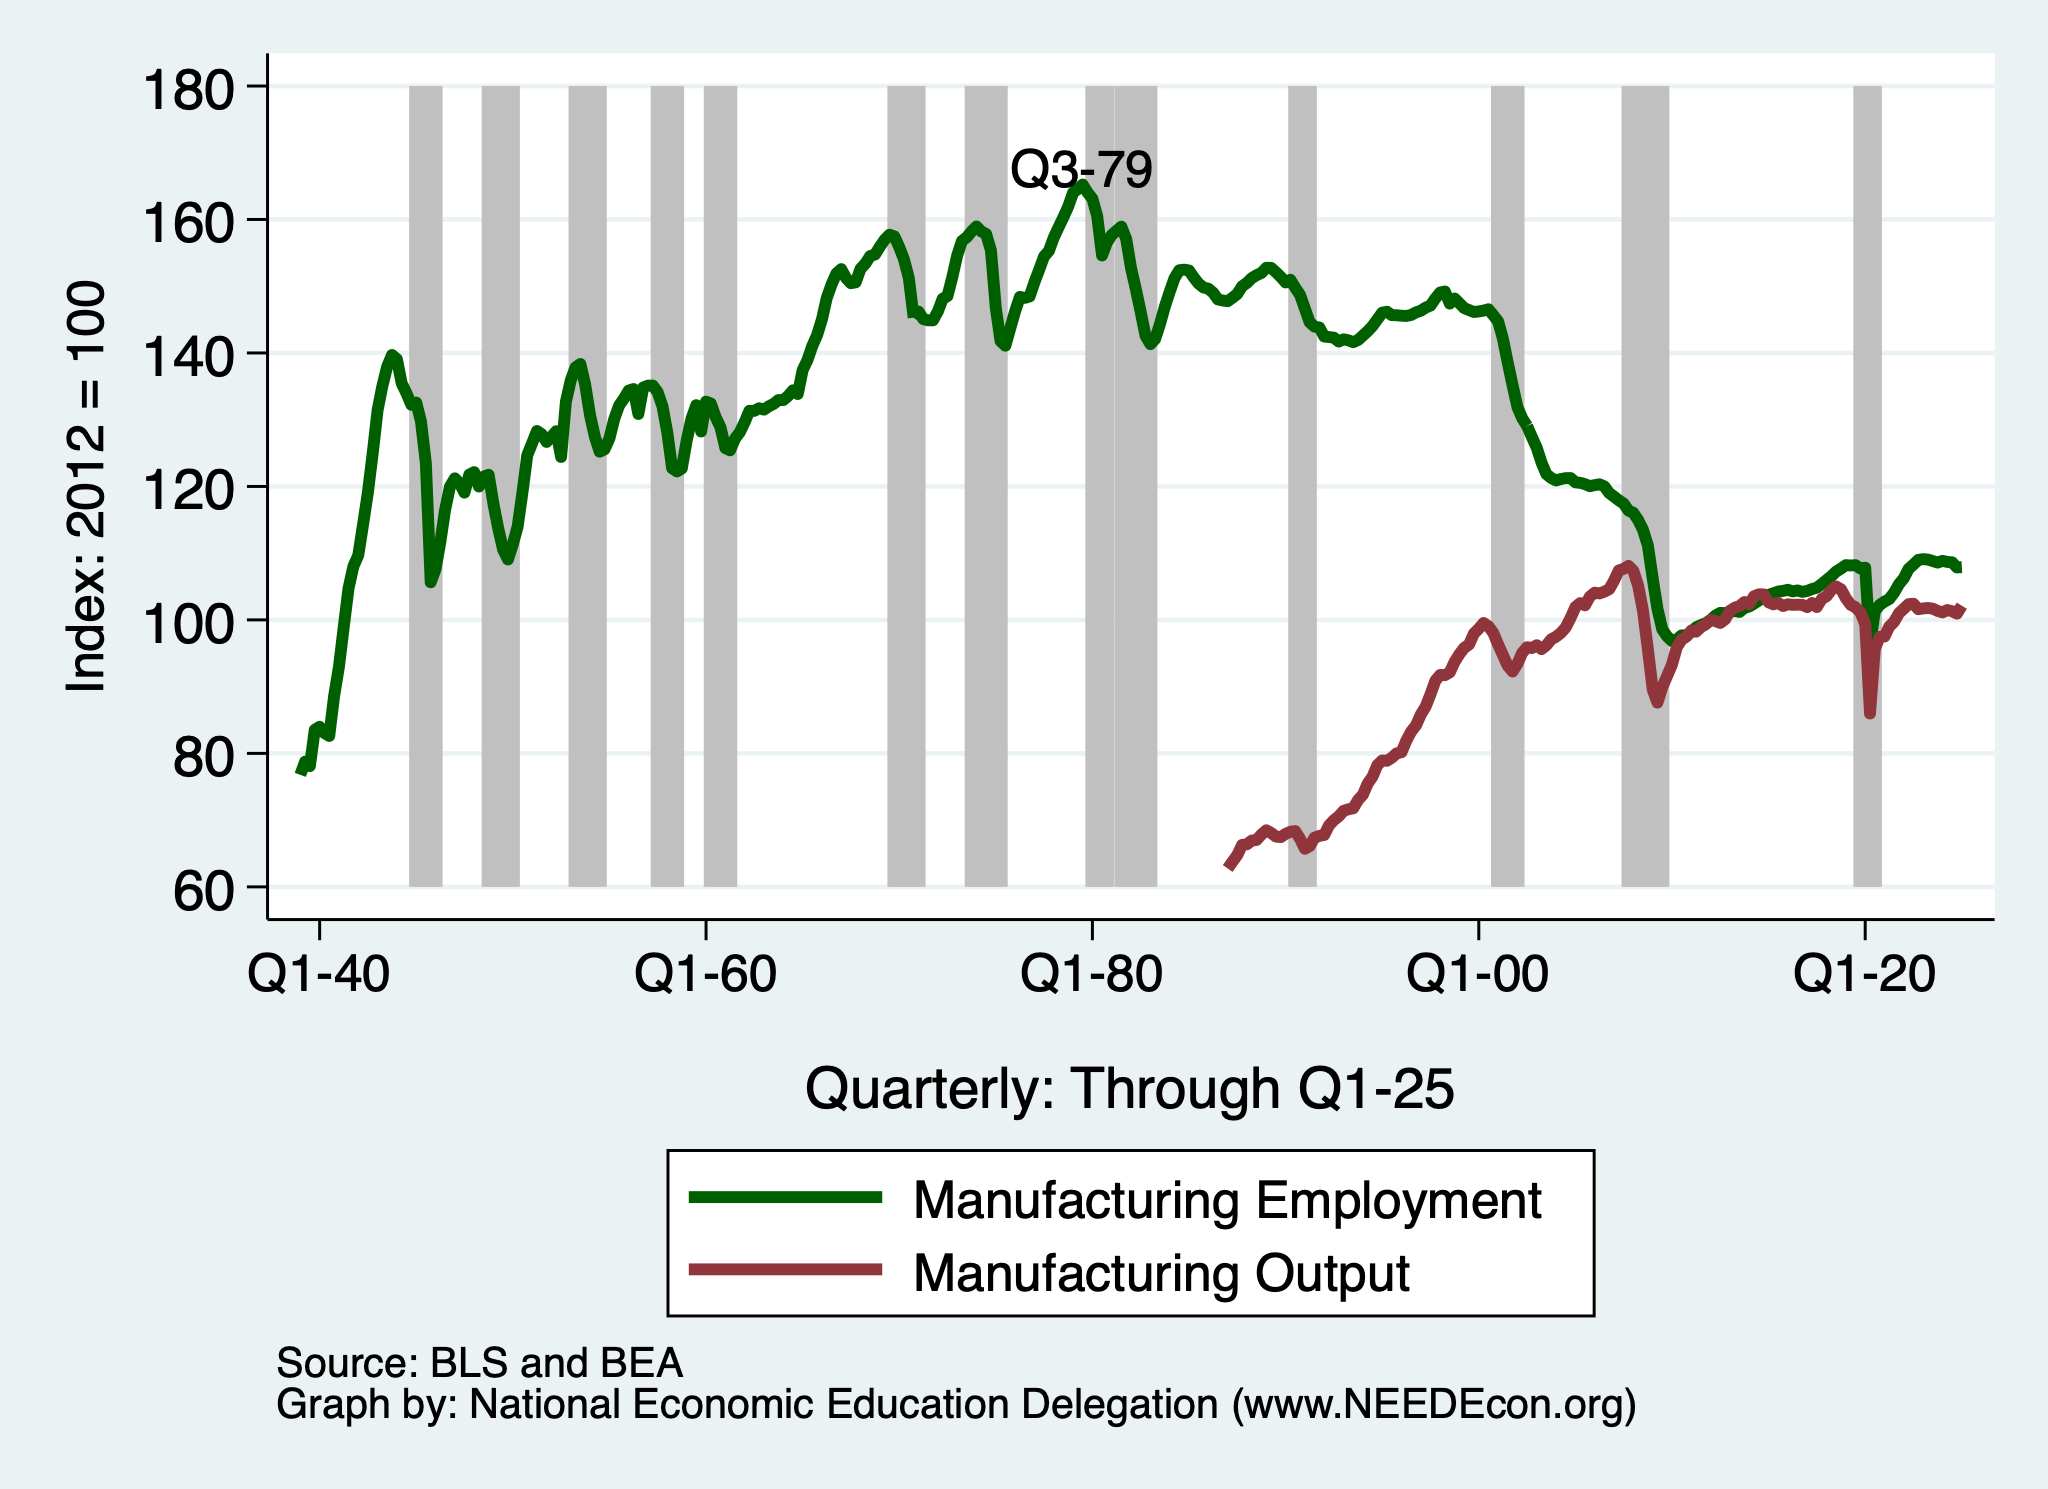 180
160
140
120
100
80
60
Index: 2012 = 100
Q3-79
Q1-40 Q1-60 Q1-80 Q1-00 Q1-20
Quarterly: Through Q1-25
Manufacturing Employment
Manufacturing Output
Source: BLS and BEA
Graph by: National Economic Education Delegation (www.NEEDEcon.org)